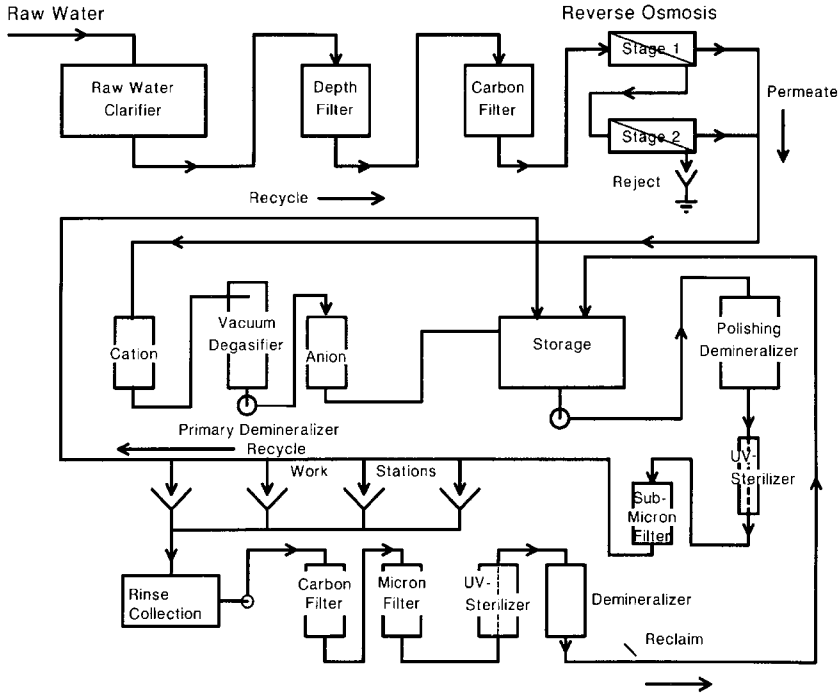 Raw Water
Reverse Osmosis
Raw Water
Clarifier
Depth
Filter
Carbon
Filter
Stage 1
Stage 2
Permeate
Reject
Recycle
Cation
Vacuum
Degasifier
Anion
Storage
Polishing
Demineralizer
Primary Demineralizer
Recycle
Work Stations
UV-
Sterilizer
Sub-
Micron
Filter
Rinse
Collection
Carbon
Filter
Micron
Filter
UV-
Sterilizer
Demineralizer
Reclaim